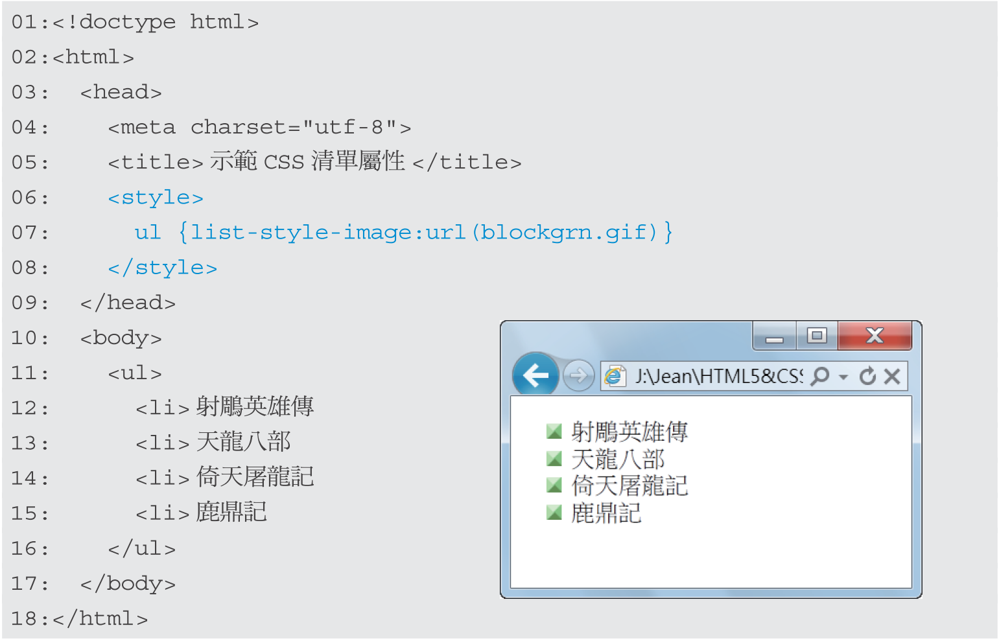 01:<!doctype html>
02:<html>
03:  <head>
04:    <meta charset="utf-8">
05:    <title>示範 CSS 清單屬性</title>
06:    <style>
07:      ul {list-style-image:url(blockgrn.gif)}
08:    </style>
09:  </head>
10:  <body>
11:    <ul>
12:      <li>射鵰英雄傳
13:      <li>天龍八部
14:      <li>倚天屠龍記
15:      <li>鹿鼎記
16:    </ul>
17:  </body>
18:</html>
J:\Jean\HTML5&CSS
射鵰英雄傳
天龍八部
倚天屠龍記
鹿鼎記